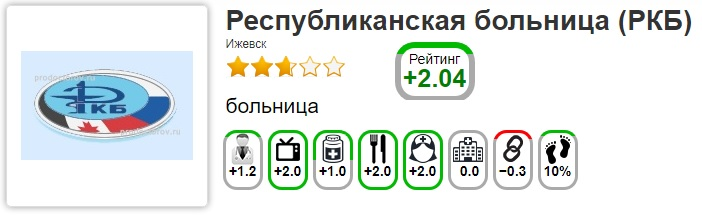 Республиканская больница (РКБ)
Ижевск
Рейтинг
+2.04
больница
+1.2 +2.0 +1.0 +2.0 +2.0 0.0 −0.3 10%
РКБ